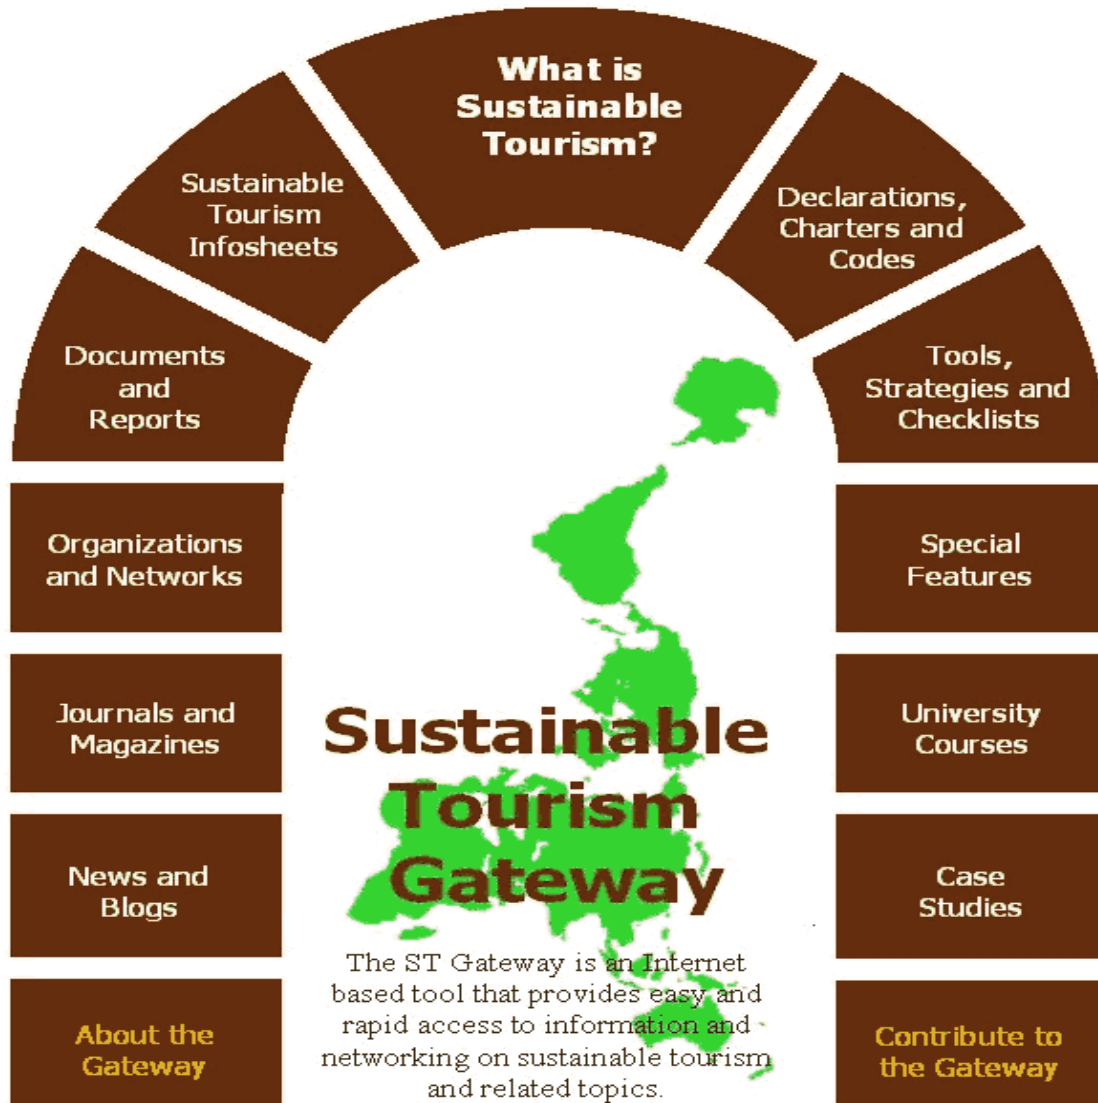 What is
Sustainable
Tourism?
Sustainable
Tourism
Infosheets
Declarations,
Charters and
Codes
Documents
and
Reports
Tools,
Strategies and
Checklists
Organizations
and Networks
Special
Features
Journals and
Magazines
University
Courses
News and
Blogs
Case
Studies
About the
Gateway
Contribute to
the Gateway
Sustainable
Tourism
Gateway
The ST Gateway is an Internet
based tool that provides easy and
rapid access to information and
networking on sustainable tourism
and related topics.